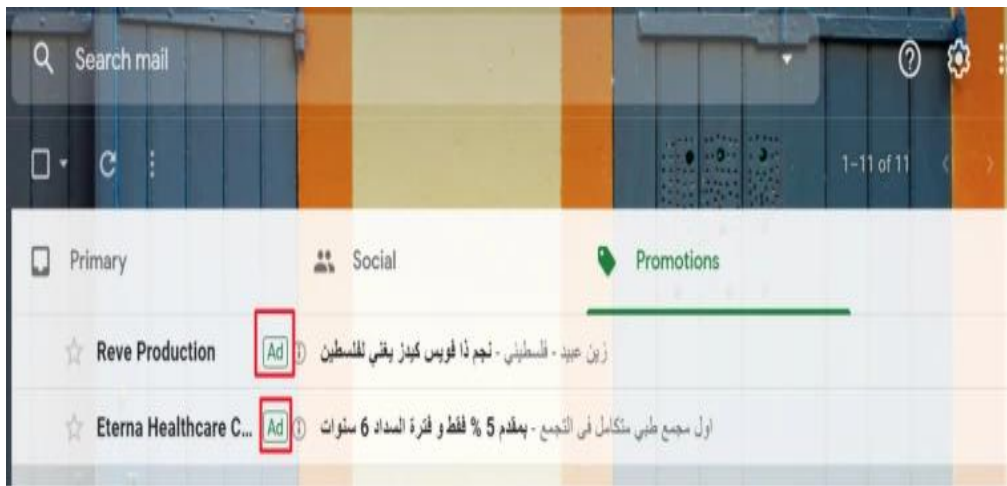 Search mail
1–11 of 11
Primary Social Promotions
Reve Production Ad نجم ذا فويس كيدز يغني لفلسطين - زين عبيد - فلسطيني
Eterna Healthcare C... Ad اول مجمع طبي متكامل في التجمع - بمقدم 5 % فقط و فترة السداد 6 سنوات